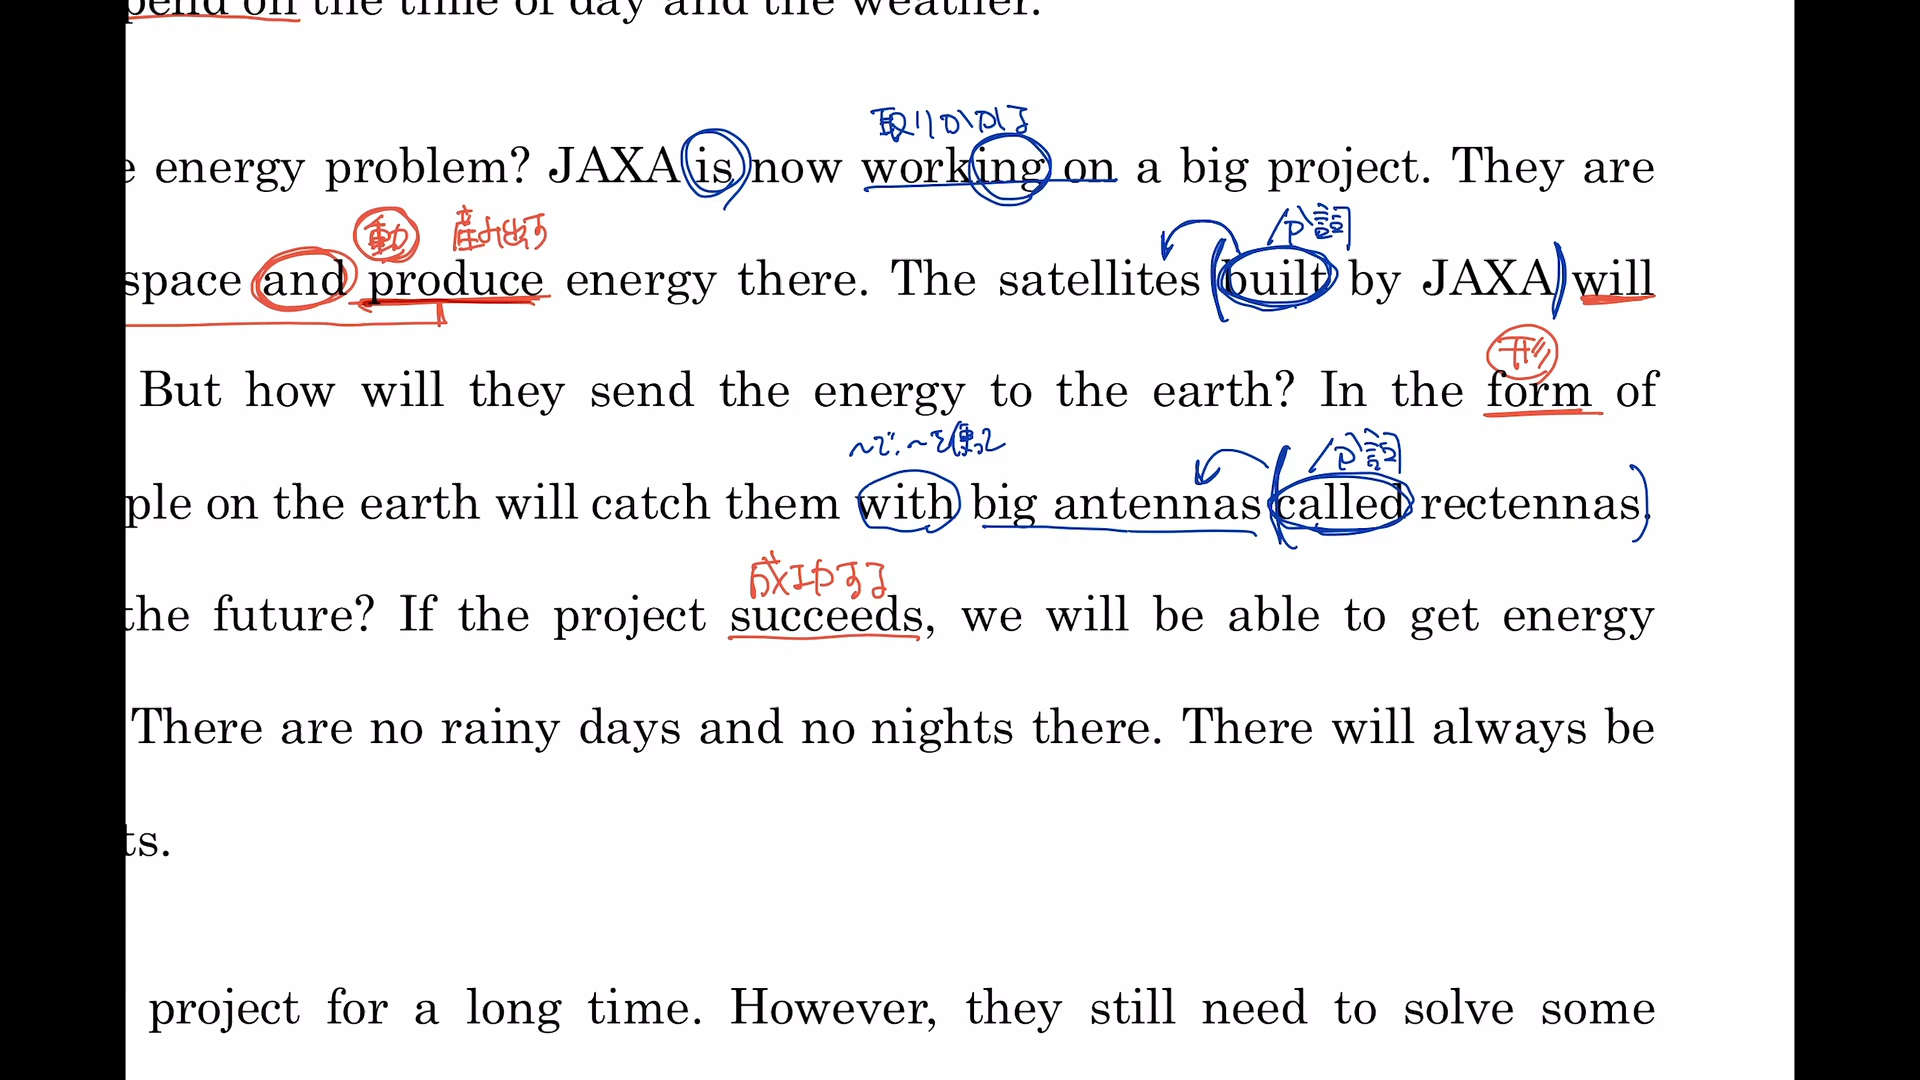 pend on the time of day and the weather.
取りかかる
energy problem? JAXA is now working on a big project. They are
動 産み出す 分詞
space and produce energy there. The satellites (built by JAXA) will
形
But how will they send the energy to the earth? In the form of
～で、～を使って 分詞
ple on the earth will catch them with big antennas (called rectennas).
成功する
the future? If the project succeeds, we will be able to get energy
There are no rainy days and no nights there. There will always be
ts.
project for a long time. However, they still need to solve some